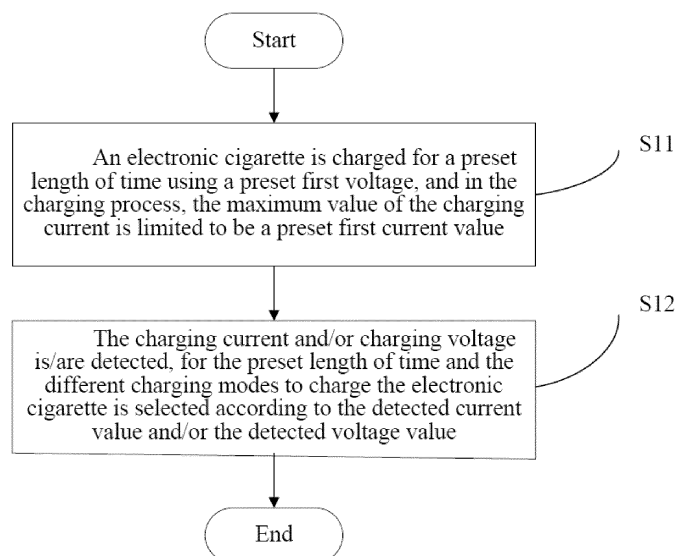 Start
An electronic cigarette is charged for a preset
length of time using a preset first voltage, and in the
charging process, the maximum value of the charging
current is limited to be a preset first current value
S11
The charging current and/or charging voltage
is/are detected, for the preset length of time and the
different charging modes to charge the electronic
cigarette is selected according to the detected current
value and/or the detected voltage value
S12
End